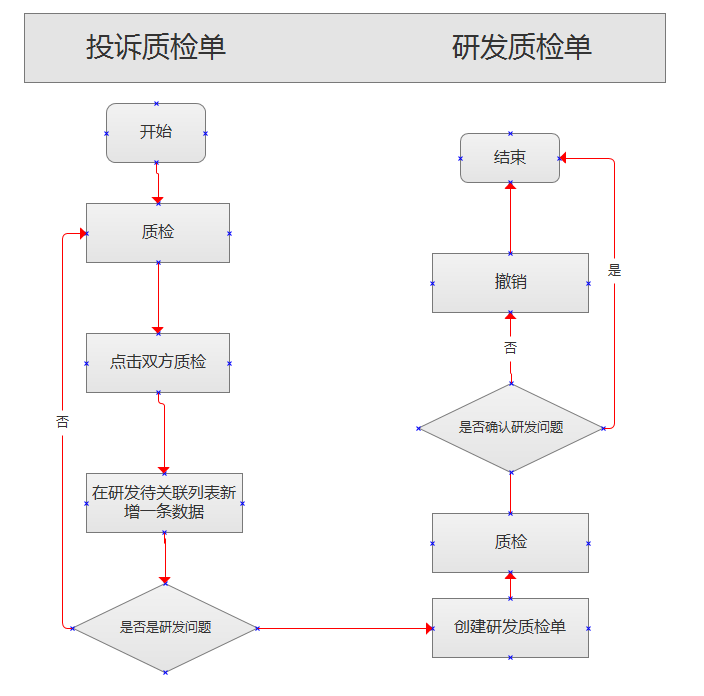 投诉质检单
研发质检单
开始
质检
点击双方质检
在研发待关联列表新
增一条数据
是否是研发问题
否
结束
是
撤销
否
是否确认研发问题
质检
创建研发质检单